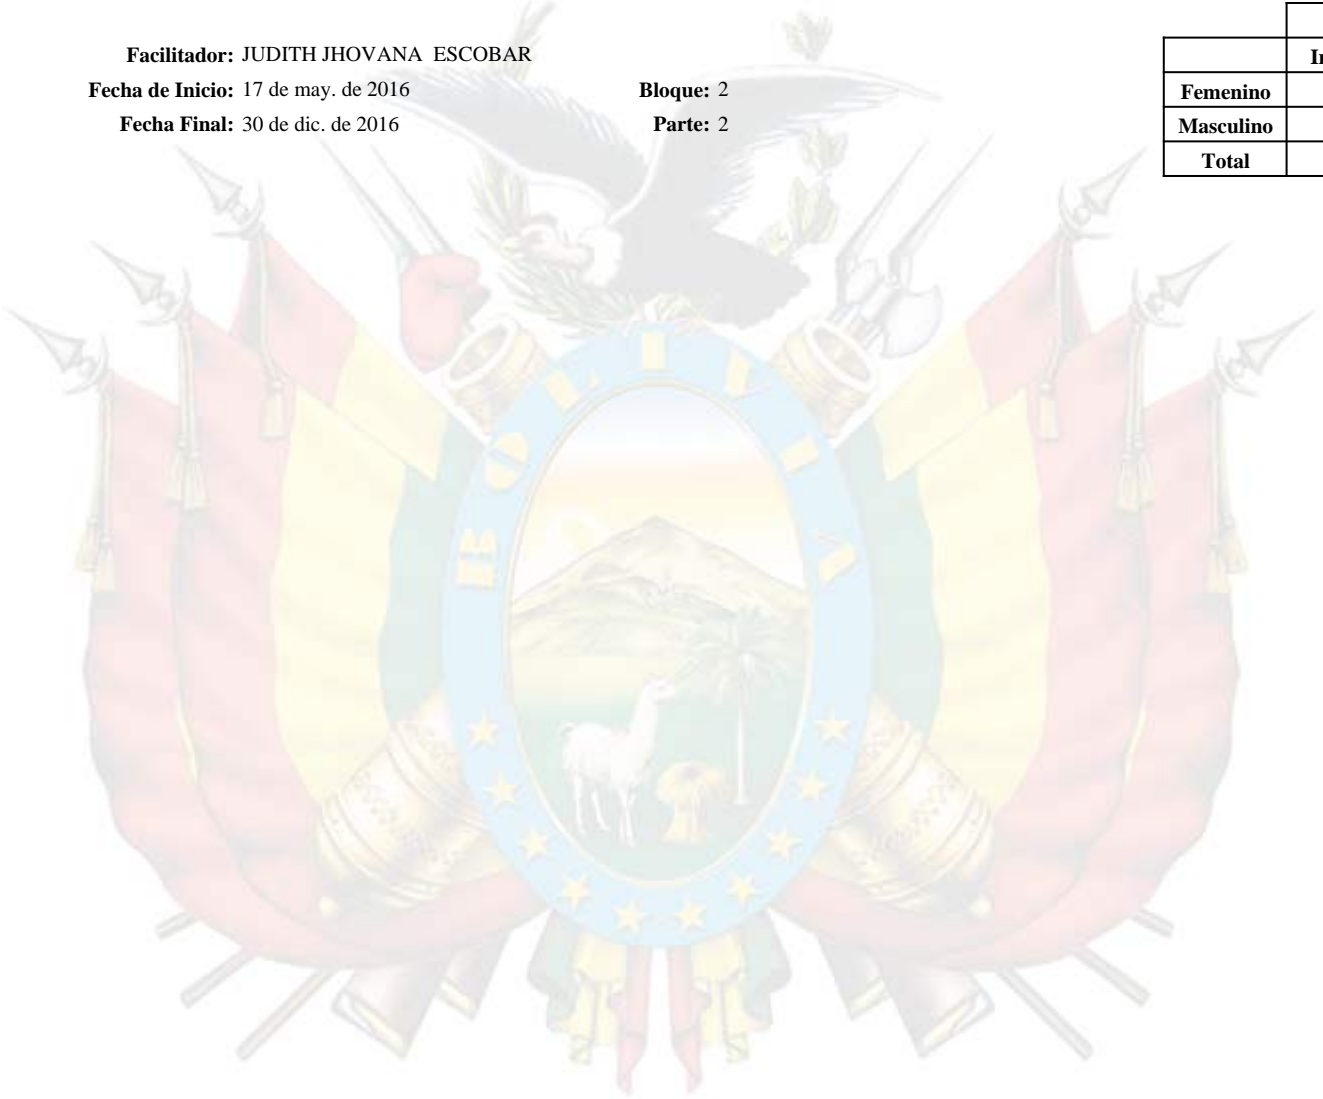 Facilitador: JUDITH JHOVANA ESCOBAR
Fecha de Inicio: 17 de may. de 2016 Bloque: 2
Fecha Final: 30 de dic. de 2016 Parte: 2
Femenino
Masculino
Total
BOLIVIA